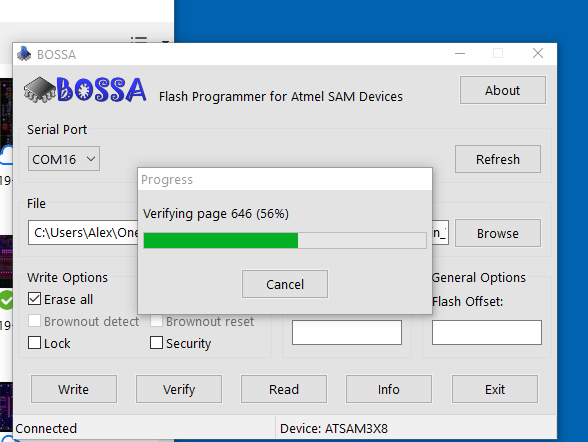 BOSSA
BOSSA
Flash Programmer for Atmel SAM Devices
About
Serial Port
COM16
Refresh
Progress
Verifying page 646 (56%)
Cancel
File
C:\Users\Alex\One
Browse
Write Options
Erase all
Brownout detect
Brownout reset
Lock
Security
General Options
Flash Offset:
Write
Verify
Read
Info
Exit
Connected
Device: ATSAM3X8